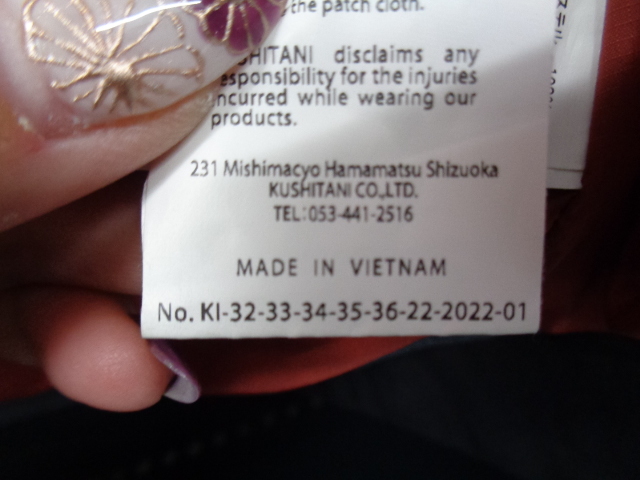 the patch cloth.
disclaims any
responsibility for the injuries
incurred while wearing our
products.
231 Mishimacyo Hamamatsu Shizuoka
KUSHITANI CO.,LTD.
TEL:053-441-2516
MADE IN VIETNAM
No. KI-32-33-34-35-36-22-2022-01